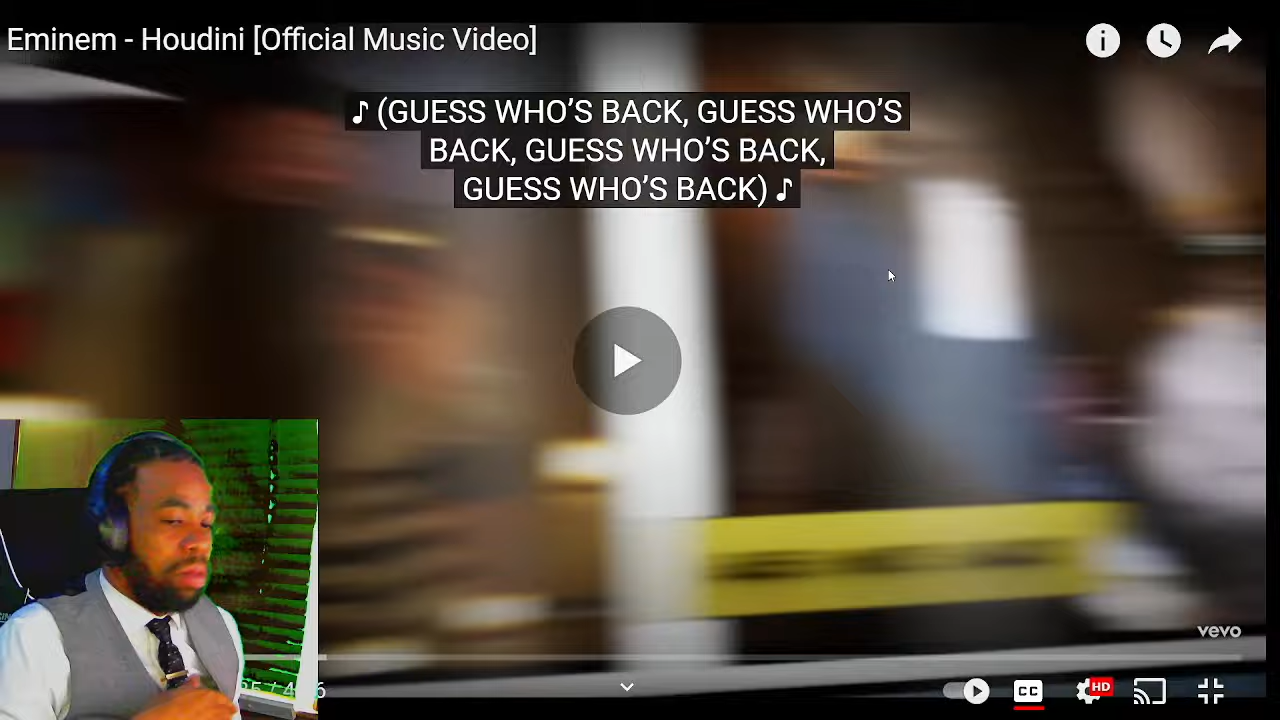 Eminem - Houdini [Official Music Video]
♪ (GUESS WHO’S BACK, GUESS WHO’S
BACK, GUESS WHO’S BACK,
GUESS WHO’S BACK) ♪
vevo
CC
HD